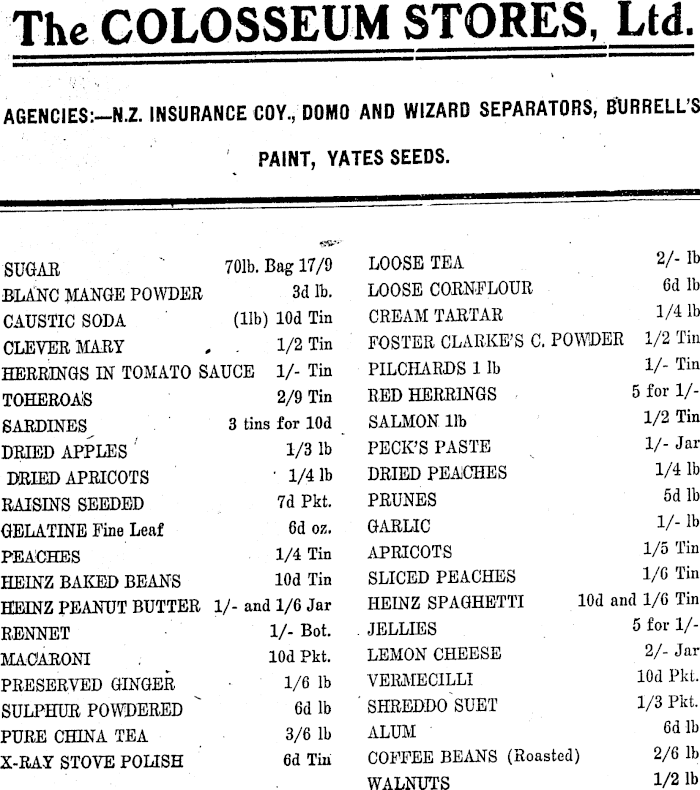 The COLOSSEUM STORES, Ltd.
AGENCIES:—N.Z. INSURANCE COY., DOMO AND WIZARD SEPARATORS, BURRELL'S
PAINT, YATES SEEDS.
SUGAR 70lb. Bag 17/9
BLANC MANGE POWDER 3d lb.
CAUSTIC SODA (1lb) 10d Tin
CLEVER MARY 1/2 Tin
HERRINGS IN TOMATO SAUCE 1/- Tin
TOHEROA'S 2/9 Tin
SARDINES 3 tins for 10d
DRIED APPLES 1/3 lb
DRIED APRICOTS 1/4 lb
RAISINS SEEDED 7d Pkt.
GELATINE Fine Leaf 6d oz.
PEACHES 1/4 Tin
HEINZ BAKED BEANS 10d Tin
HEINZ PEANUT BUTTER 1/- and 1/6 Jar
RENNET 1/- Bot.
MACARONI 10d Pkt.
PRESERVED GINGER 1/6 lb
SULPHUR POWDERED 6d lb
PURE CHINA TEA 3/6 lb
X-RAY STOVE POLISH 6d Tin
LOOSE TEA 2/- lb
LOOSE CORNFLOUR 6d lb
CREAM TARTAR 1/4 lb
FOSTER CLARKE'S C. POWDER 1/2 Tin
PILCHARDS 1 lb 1/- Tin
RED HERRINGS 5 for 1/-
SALMON 1lb 1/2 Tin
PECK'S PASTE 1/- Jar
DRIED PEACHES 1/4 lb
PRUNES 5d lb
GARLIC 1/- lb
APRICOTS 1/5 Tin
SLICED PEACHES 1/6 Tin
HEINZ SPAGHETTI 10d and 1/6 Tin
JELLIES 5 for 1/-
LEMON CHEESE 2/- Jar
VERMECILLI 10d Pkt.
SHREDDO SUET 1/3 Pkt.
ALUM 6d lb
COFFEE BEANS (Roasted) 2/6 lb
WALNUTS 1/2 lb